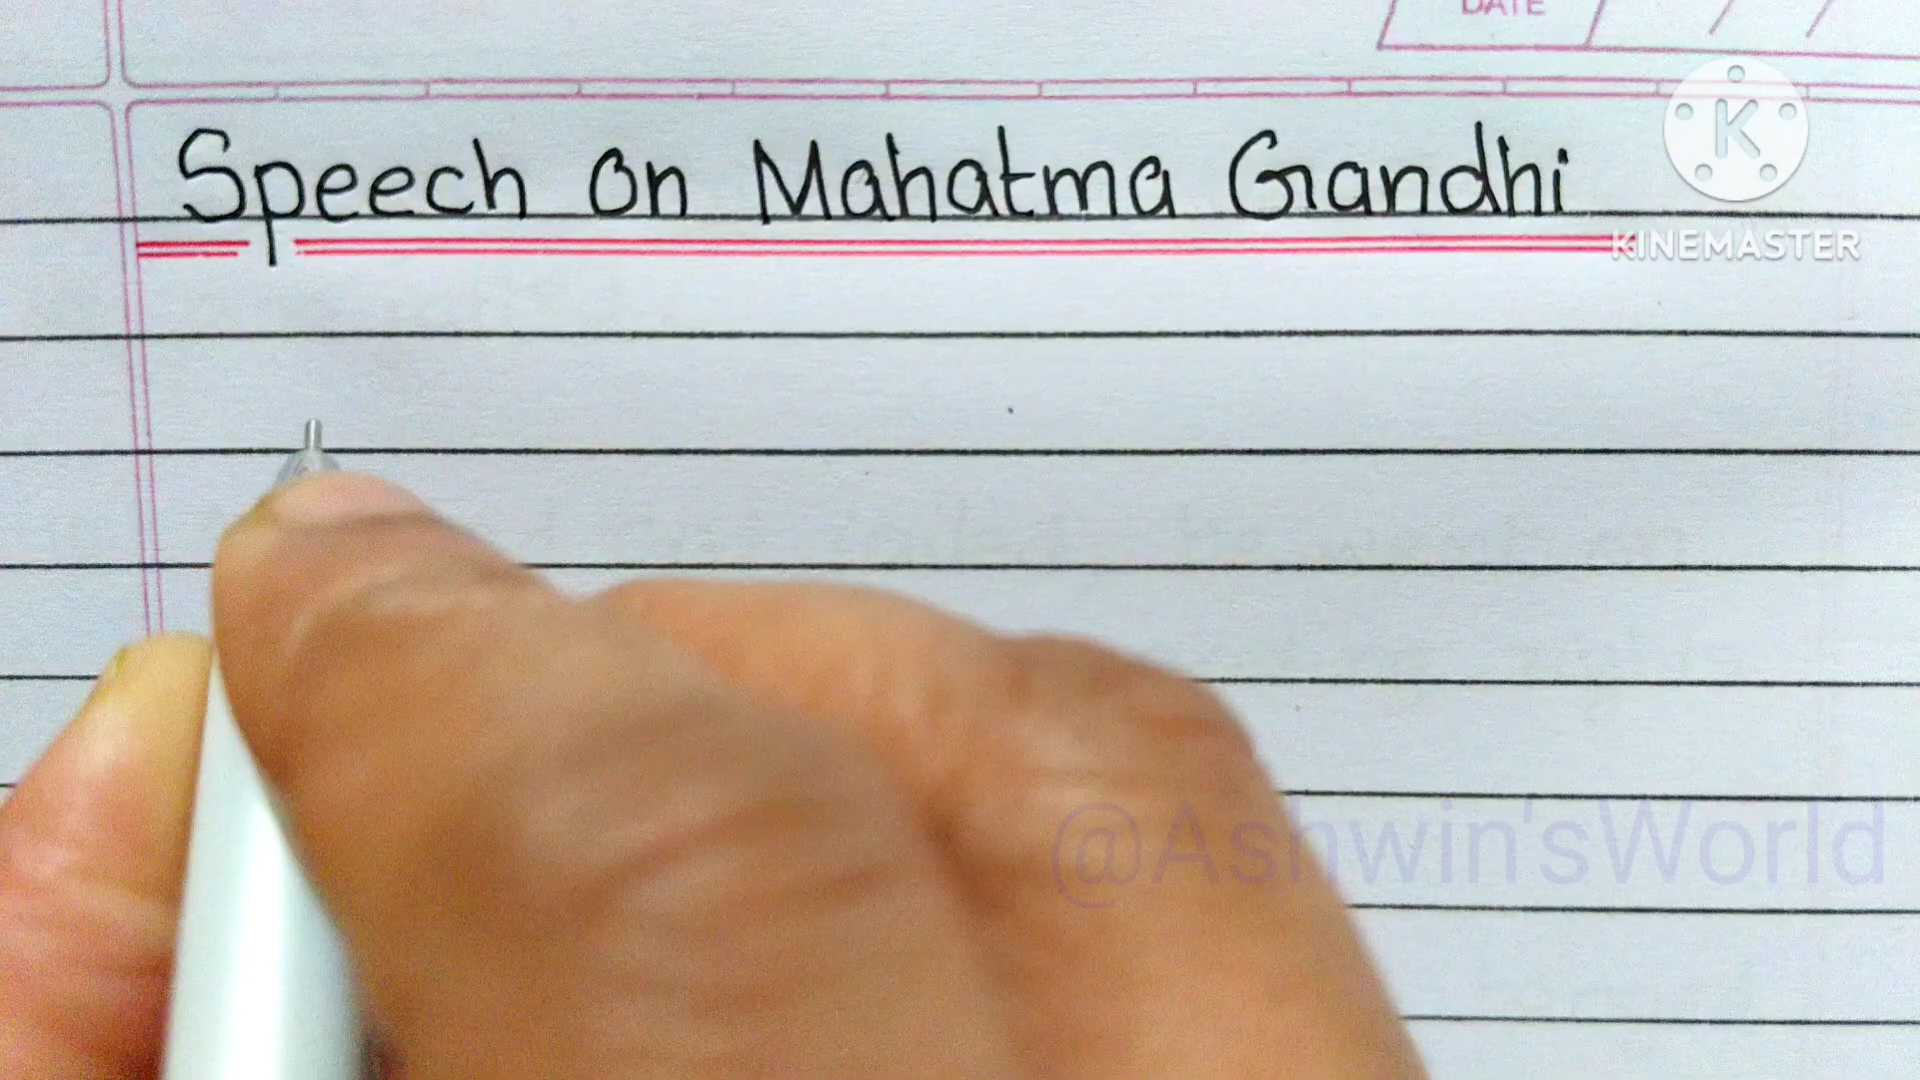 DATE
Speech on Mahatma Gandhi
K
KINEMASTER
@Ashwin'sWorld